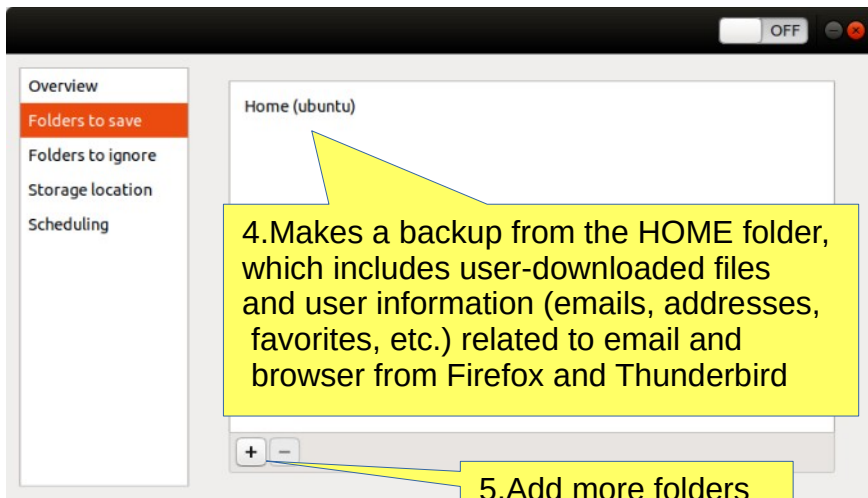 OFF
Overview
Folders to save
Folders to ignore
Storage location
Scheduling
Home (ubuntu)
4.Makes a backup from the HOME folder,
which includes user-downloaded files
and user information (emails, addresses,
favorites, etc.) related to email and
browser from Firefox and Thunderbird
5.Add more folders